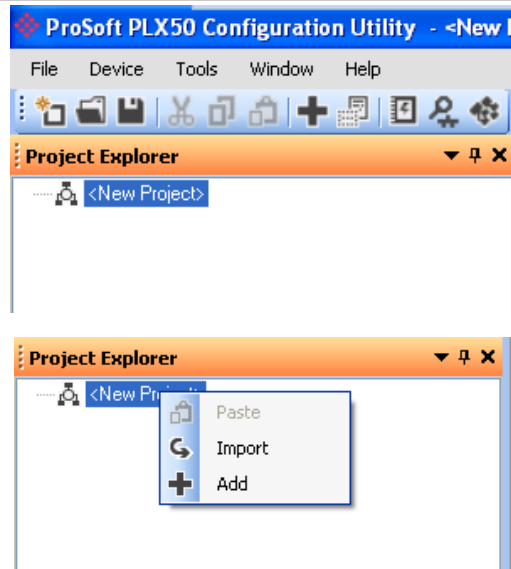 ProSoft PLX50 Configuration Utility - <New
File Device Tools Window Help
Project Explorer
<New Project>
Project Explorer
<New
Paste
Import
Add